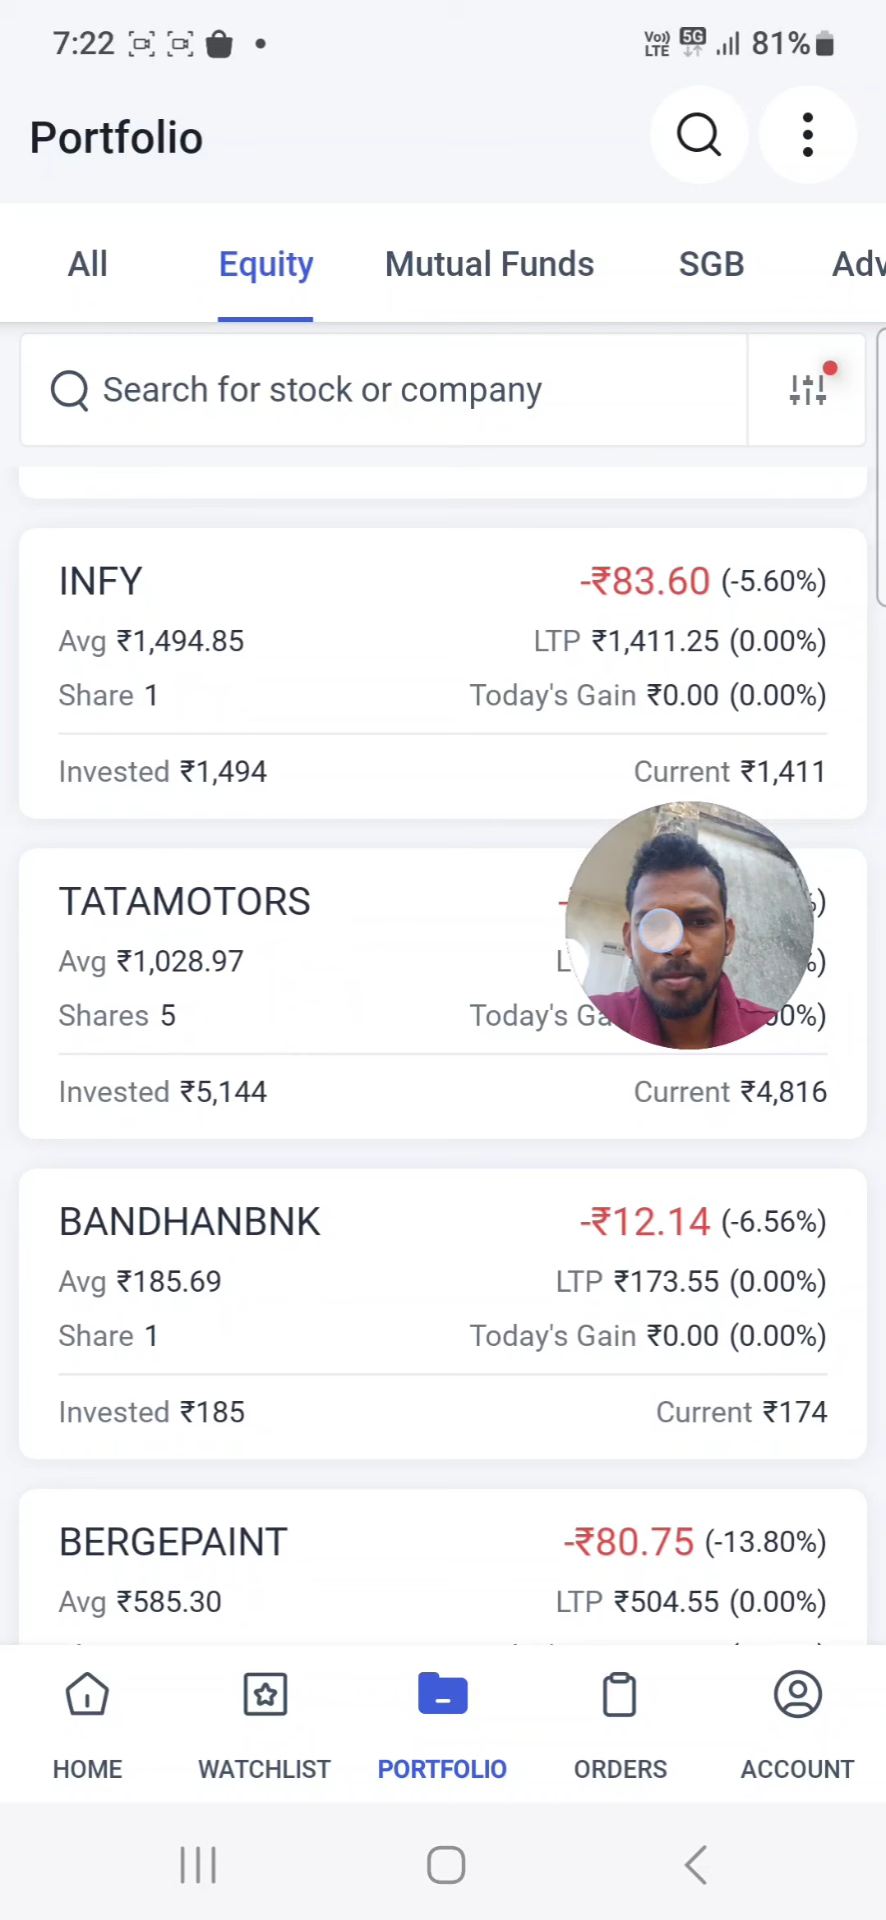 7:22
Vo)) LTE 5G 81%
Portfolio
All Equity Mutual Funds SGB Adv
Search for stock or company
INFY -₹83.60 (-5.60%)
Avg ₹1,494.85 LTP ₹1,411.25 (0.00%)
Share 1 Today's Gain ₹0.00 (0.00%)
Invested ₹1,494 Current ₹1,411
TATAMOTORS
Avg ₹1,028.97
Shares 5 Today's
Invested ₹5,144 Current ₹4,816
BANDHANBNK -₹12.14 (-6.56%)
Avg ₹185.69 LTP ₹173.55 (0.00%)
Share 1 Today's Gain ₹0.00 (0.00%)
Invested ₹185 Current ₹174
BERGEPAINT -₹80.75 (-13.80%)
Avg ₹585.30 LTP ₹504.55 (0.00%)
HOME WATCHLIST PORTFOLIO ORDERS ACCOUNT